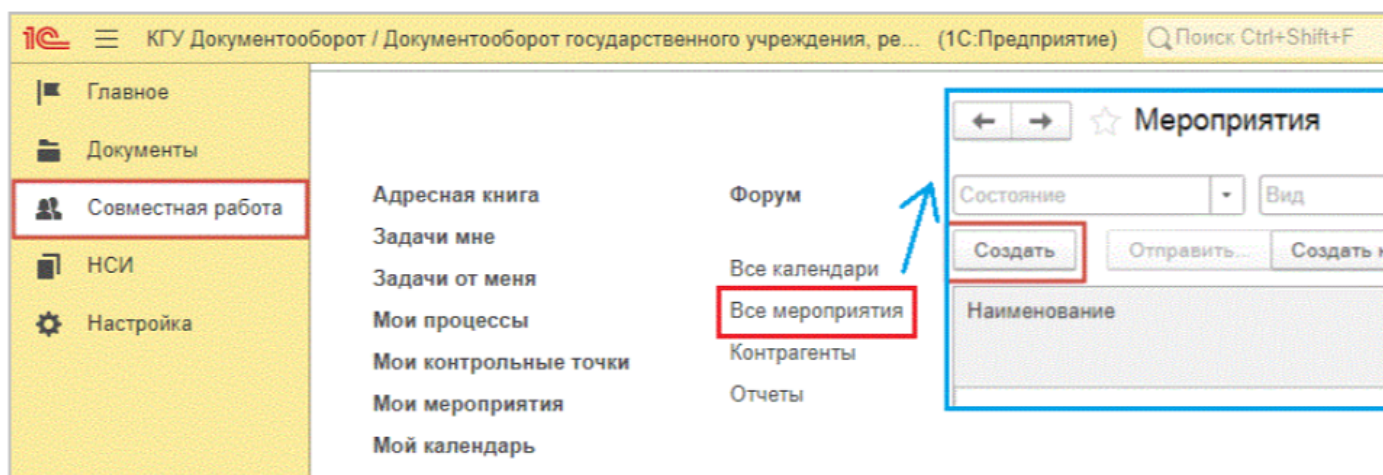 1С КГУ Документооборот / Документооборот государственного учреждения, ре... (1С:Предприятие) Поиск Ctrl+Shift+F
Главное
Документы
Совместная работа
НСИ
Настройка
Адресная книга
Задачи мне
Задачи от меня
Мои процессы
Мои контрольные точки
Мои мероприятия
Мой календарь
Форум
Все календари
Все мероприятия
Контрагенты
Отчеты
Мероприятия
Состояние Вид
Создать Отправить... Создать
Наименование